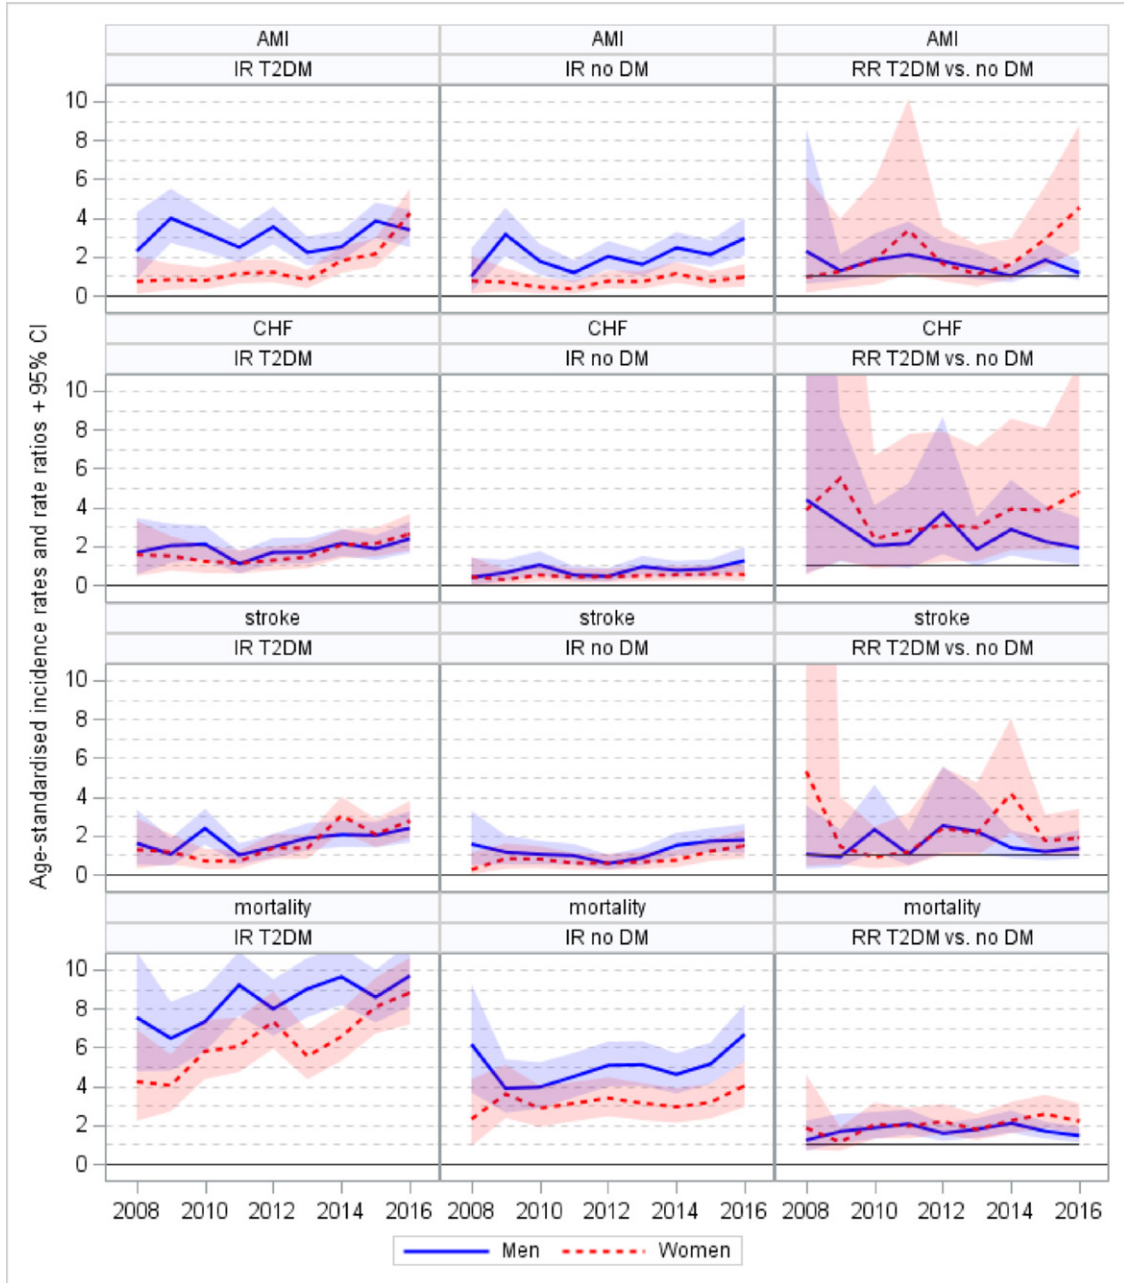 AMI AMI AMI
IR T2DM IR no DM RR T2DM vs. no DM
10
8
6
4
2
0
CHF CHF CHF
IR T2DM IR no DM RR T2DM vs. no DM
10
8
6
4
2
0
stroke stroke stroke
IR T2DM IR no DM RR T2DM vs. no DM
10
8
6
4
2
0
mortality mortality mortality
IR T2DM IR no DM RR T2DM vs. no DM
10
8
6
4
2
0
Age-standardised incidence rates and rate ratios + 95% CI
2008 2010 2012 2014 2016 2008 2010 2012 2014 2016 2008 2010 2012 2014 2016
Men Women